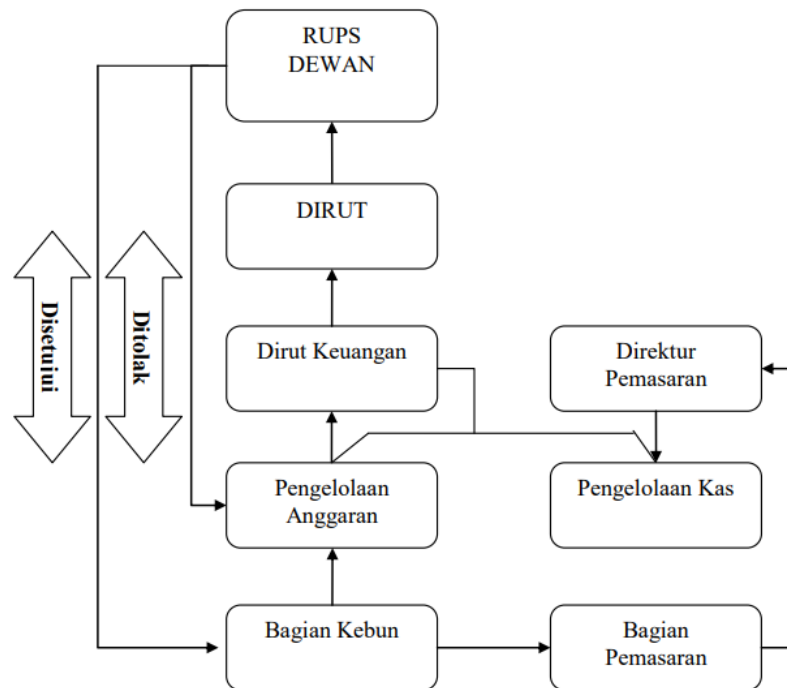 RUPS
DEWAN
DIRUT
Disetuiui
Ditolak
Dirut Keuangan
Direktur
Pemasaran
Pengelolaan
Anggaran
Pengelolaan Kas
Bagian Kebun
Bagian
Pemasaran